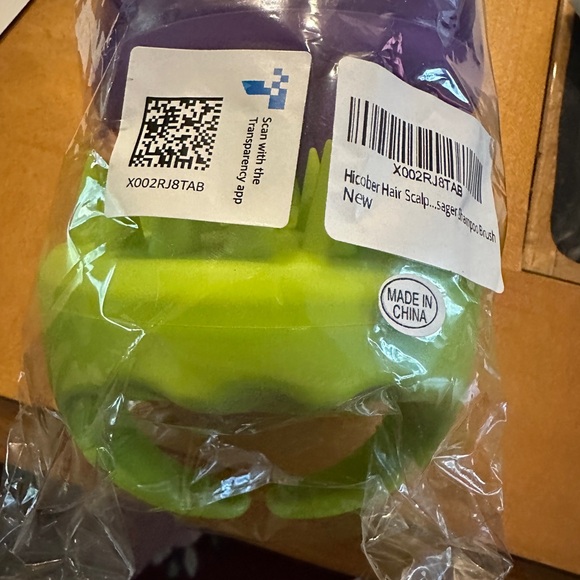 X002RJ8TAB
Scan with the
Transparency app
X002RJ8TAB
Hicober Hair Scalp...,sager Shampoo Brush
New
MADE IN
CHINA